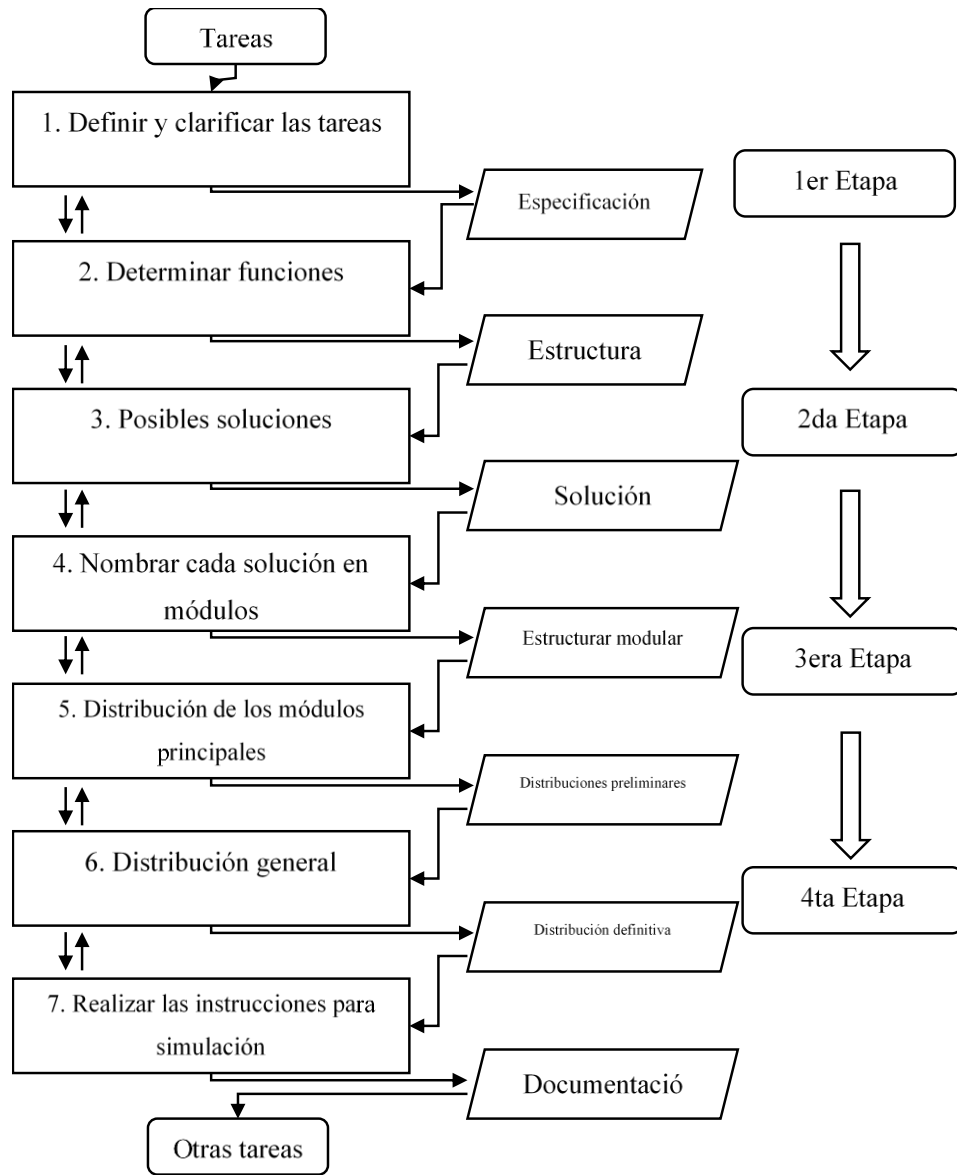 Tareas
1. Definir y clarificar las tareas
Especificación
1er Etapa
2. Determinar funciones
Estructura
3. Posibles soluciones
2da Etapa
Solución
4. Nombrar cada solución en
módulos
Estructurar modular
3era Etapa
5. Distribución de los módulos
principales
Distribuciones preliminares
6. Distribución general
4ta Etapa
Distribución definitiva
7. Realizar las instrucciones para
simulación
Documentació
Otras tareas